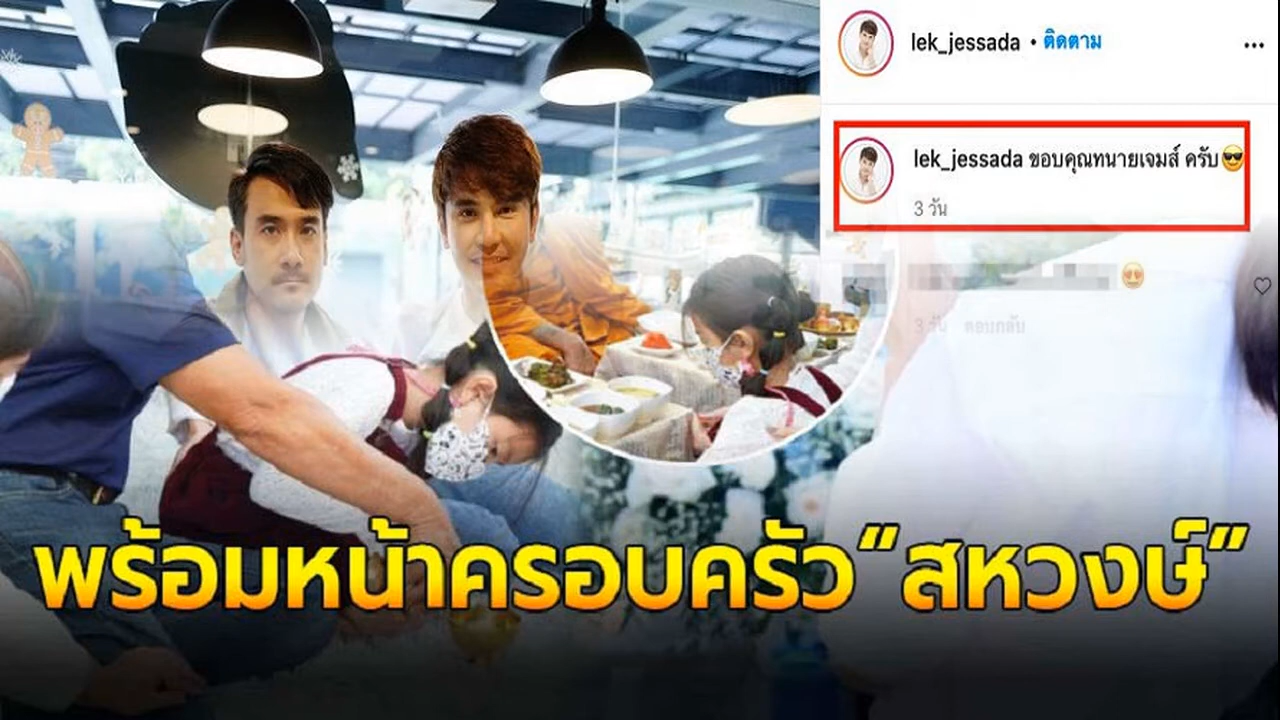 lek_jessada • ติดตาม
lek_jessada ขอบคุณทนายเจมส์ ครับ😎
3 วัน
3 วัน ตอบกลับ
พร้อมหน้าครอบครัว“สหวงษ์”